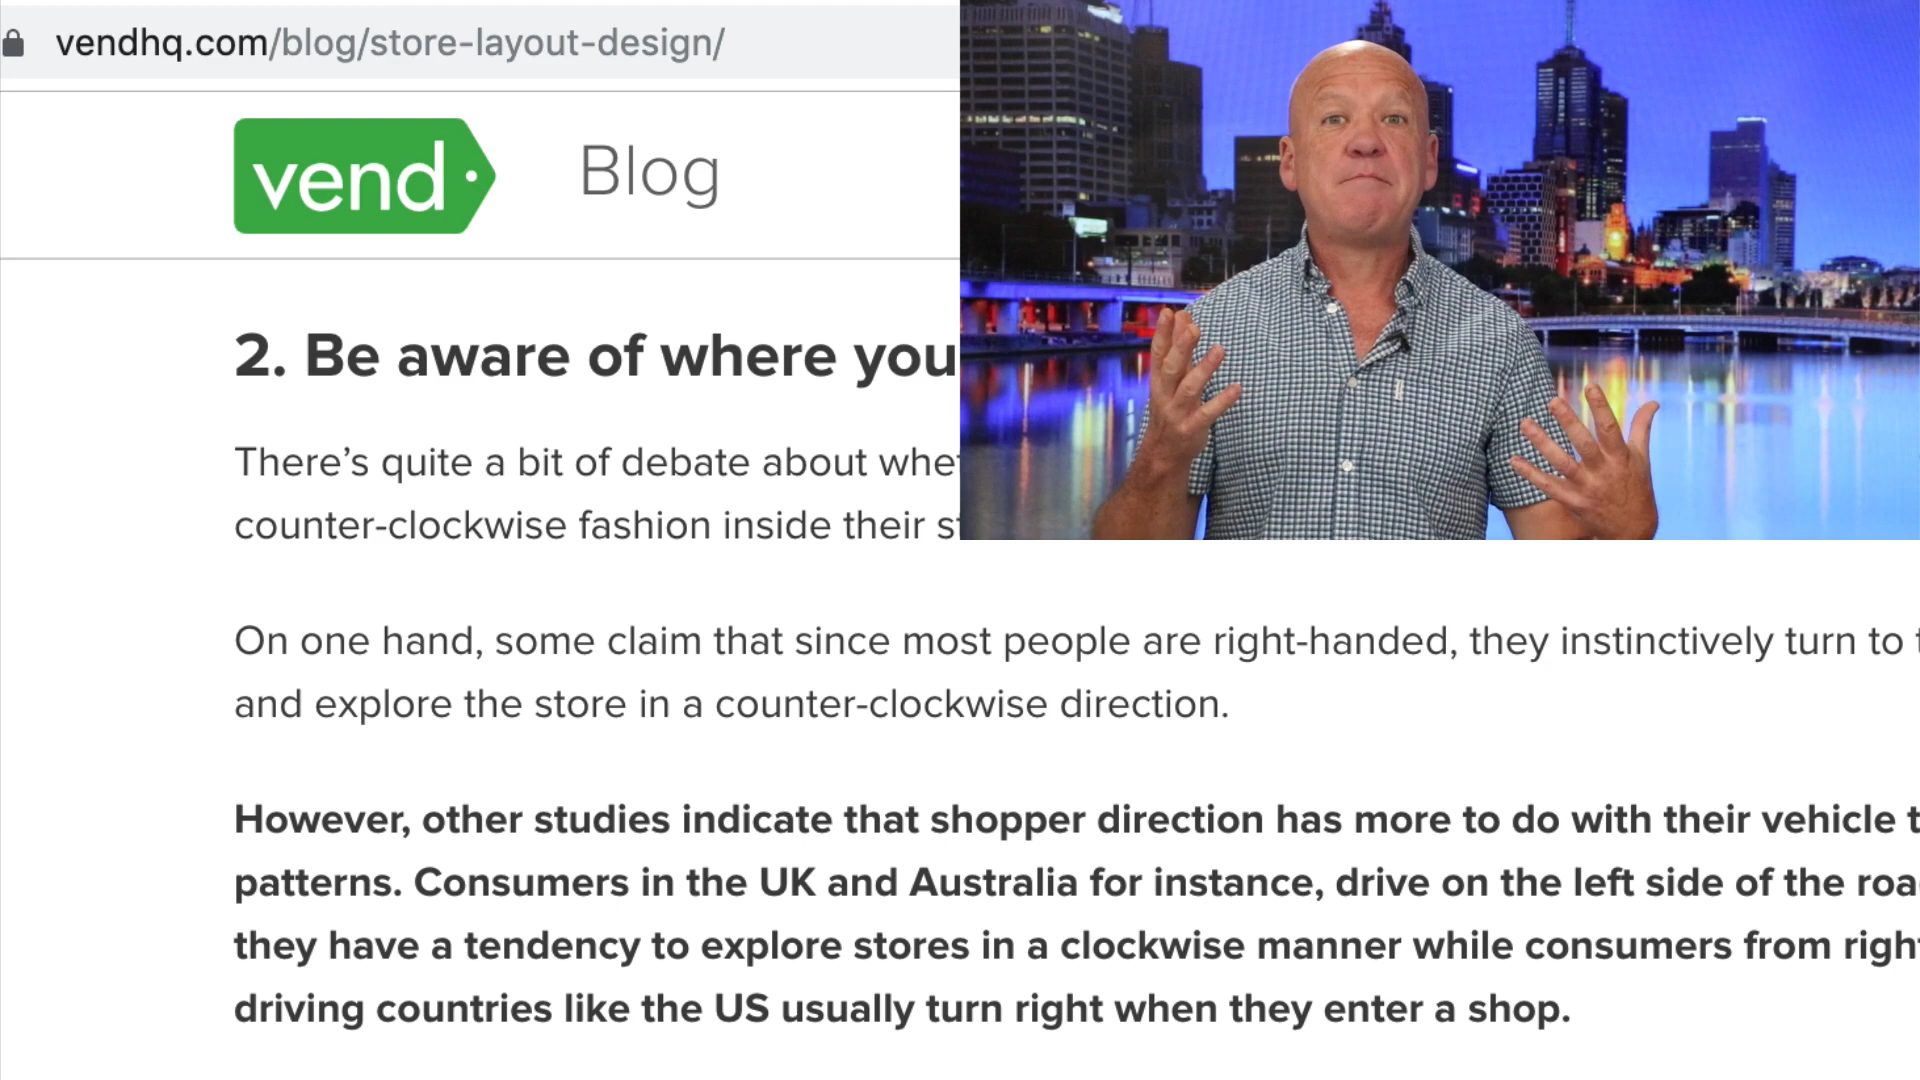 vendhq.com/blog/store-layout-design/
vend
Blog
2. Be aware of where you
There’s quite a bit of debate about
counter-clockwise fashion inside their
On one hand, some claim that since most people are right-handed, they instinctively turn to
and explore the store in a counter-clockwise direction.
However, other studies indicate that shopper direction has more to do with their vehicle
patterns. Consumers in the UK and Australia for instance, drive on the left side of the
they have a tendency to explore stores in a clockwise manner while consumers from
driving countries like the US usually turn right when they enter a shop.